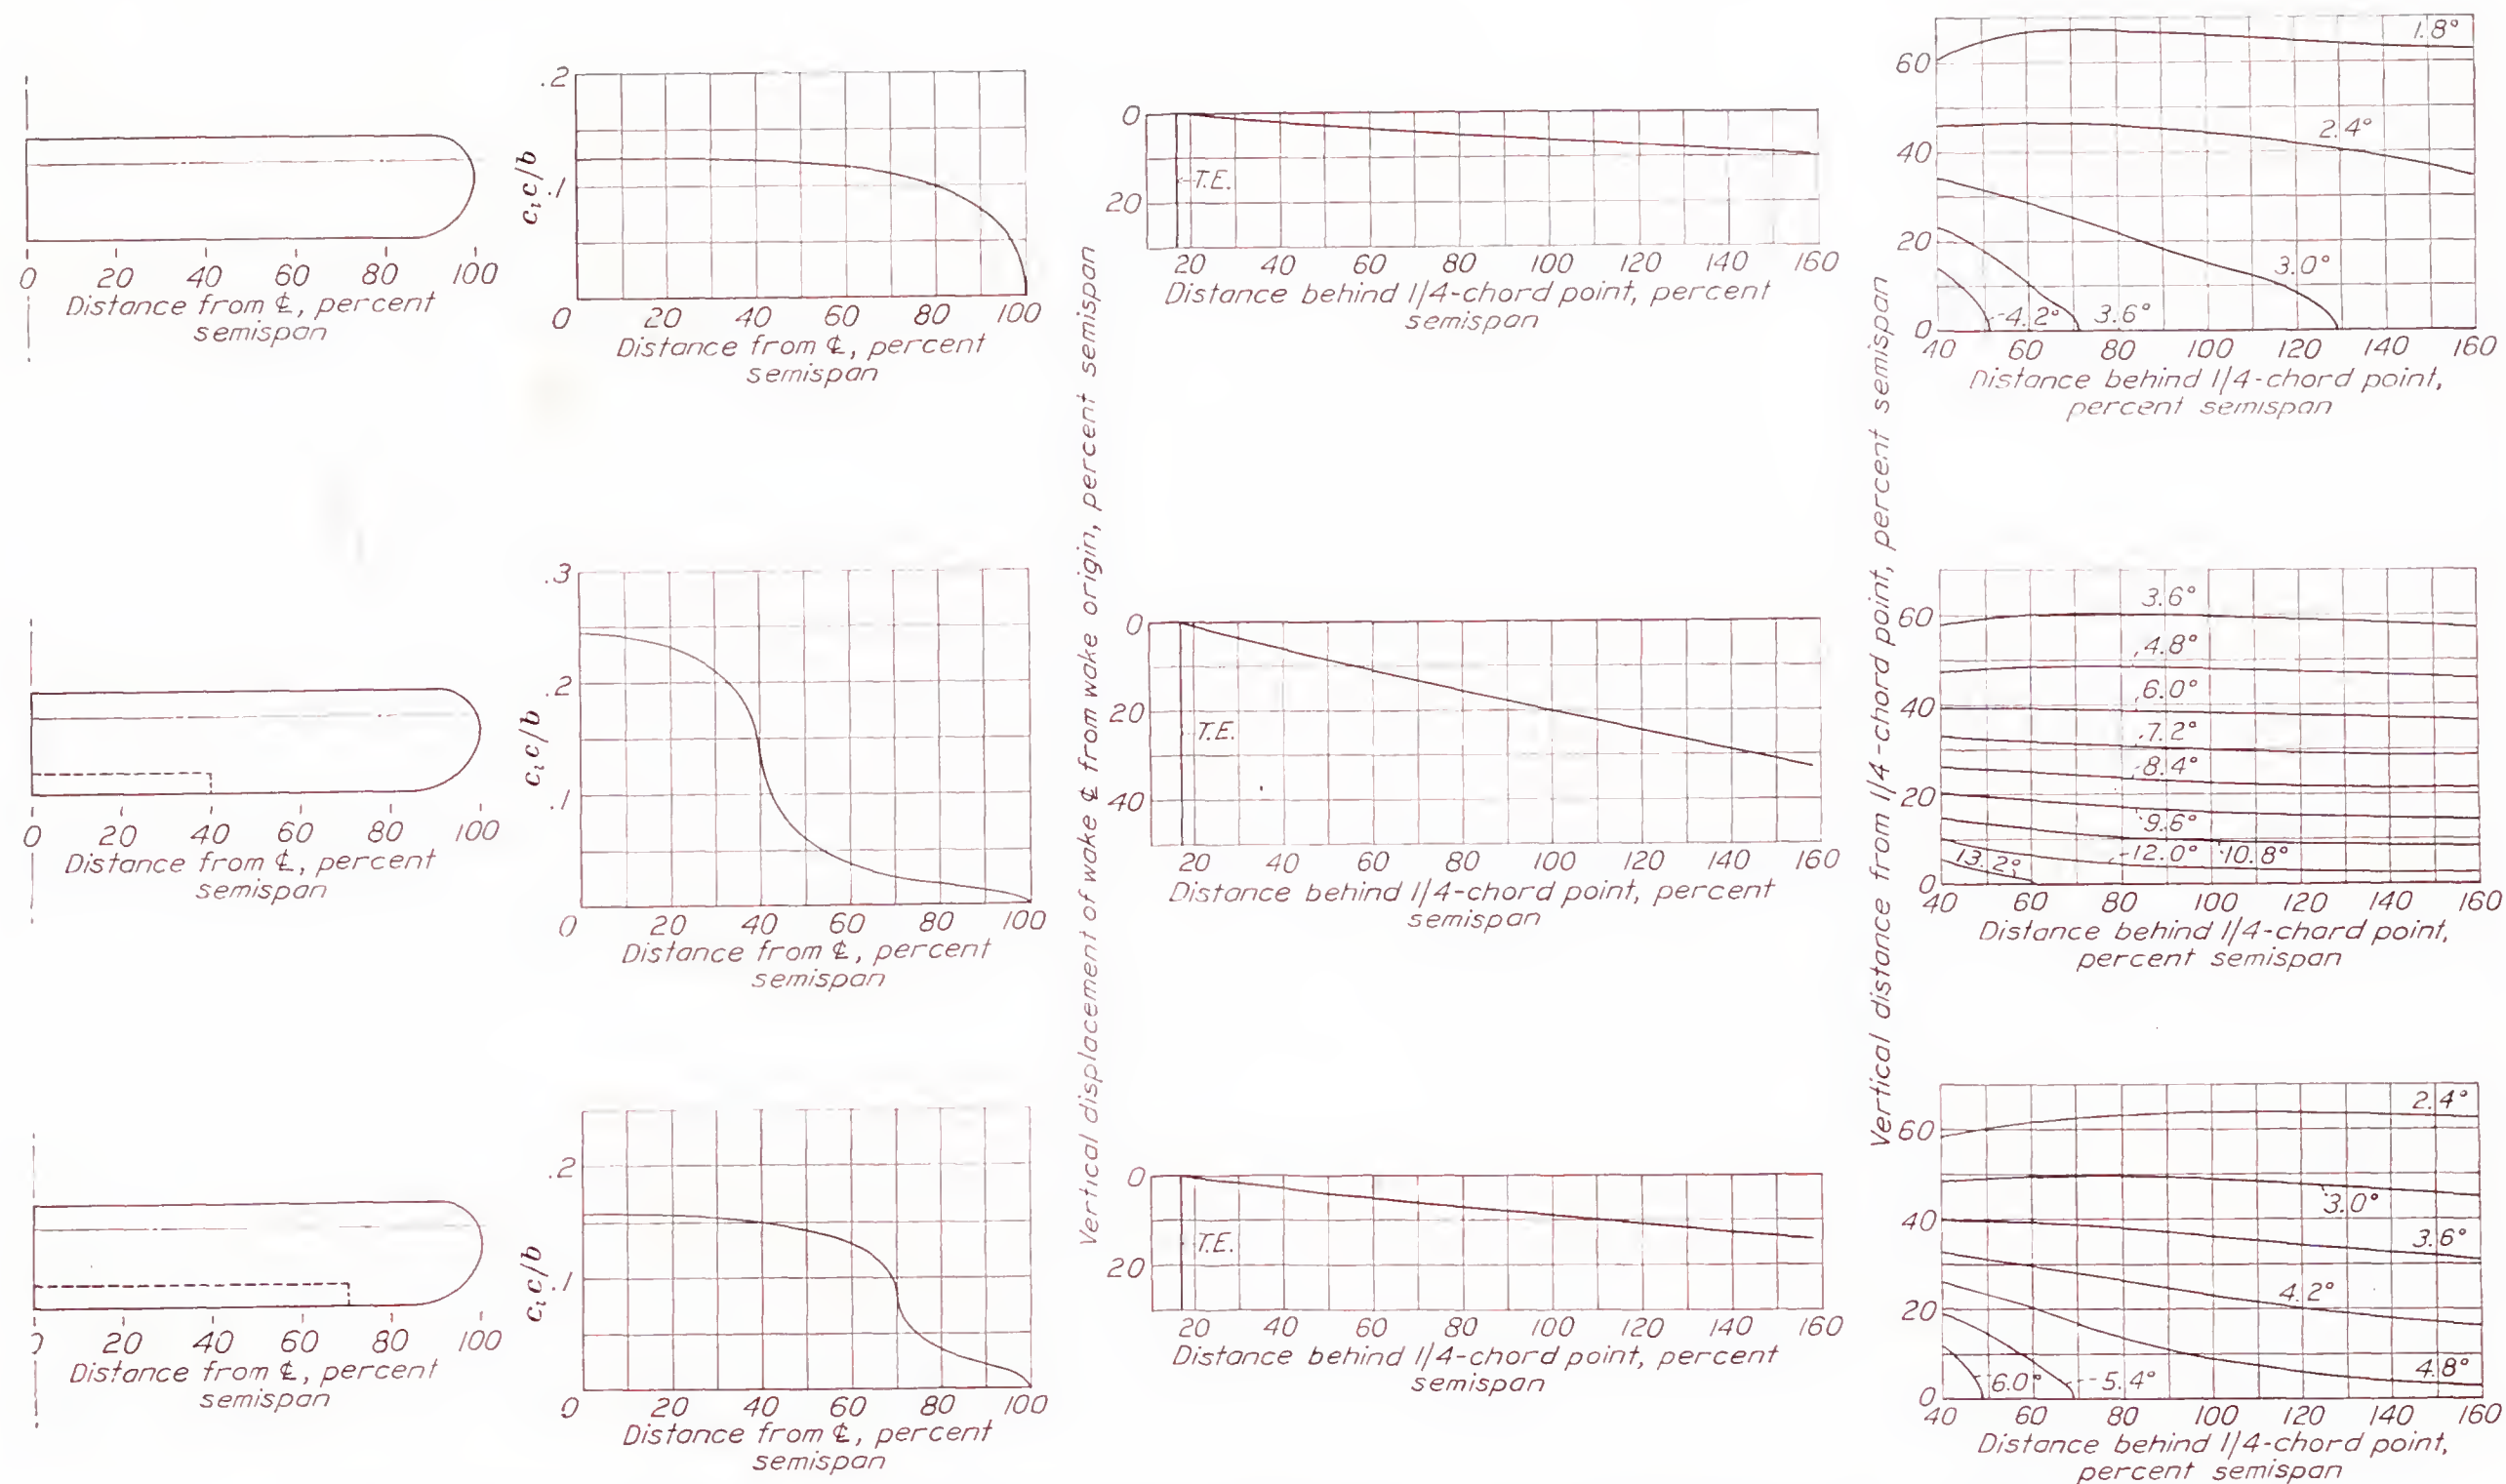 0 20 40 60 80 100
Distance from ℄, percent
semispan
.2
.1
cₗc/b
0 20 40 60 80 100
Distance from ℄, percent
semispan
Vertical displacement of wake ℄ from wake origin, percent semispan
0
20
T.E.
20 40 60 80 100 120 140 160
Distance behind 1/4-chord point, percent
semispan
Vertical distance from 1/4-chord point, percent semispan
60
40
20
0
1.8°
2.4°
3.0°
4.2° 3.6°
40 60 80 100 120 140 160
Distance behind 1/4-chord point,
percent semispan
0 20 40 60 80 100
Distance from ℄, percent
semispan
.3
.2
.1
cₗc/b
0 20 40 60 80 100
Distance from ℄, percent
semispan
0
20
40
T.E.
20 40 60 80 100 120 140 160
Distance behind 1/4-chord point, percent
semispan
60
40
20
0
3.6°
4.8°
6.0°
7.2°
8.4°
9.6°
13.2° 12.0° 10.8°
40 60 80 100 120 140 160
Distance behind 1/4-chard point,
percent semispan
20 40 60 80 100
Distance from ℄, percent
semispan
.2
.1
cₗc/b
0 20 40 60 80 100
Distance from ℄, percent
semispan
0
20
T.E.
20 40 60 80 100 120 140 160
Distance behind 1/4-chord point, percent
semispan
60
40
20
0
2.4°
3.0°
3.6°
4.2°
4.8°
6.0° 5.4°
40 60 80 100 120 140 160
Distance behind 1/4-chord point,
percent semispan